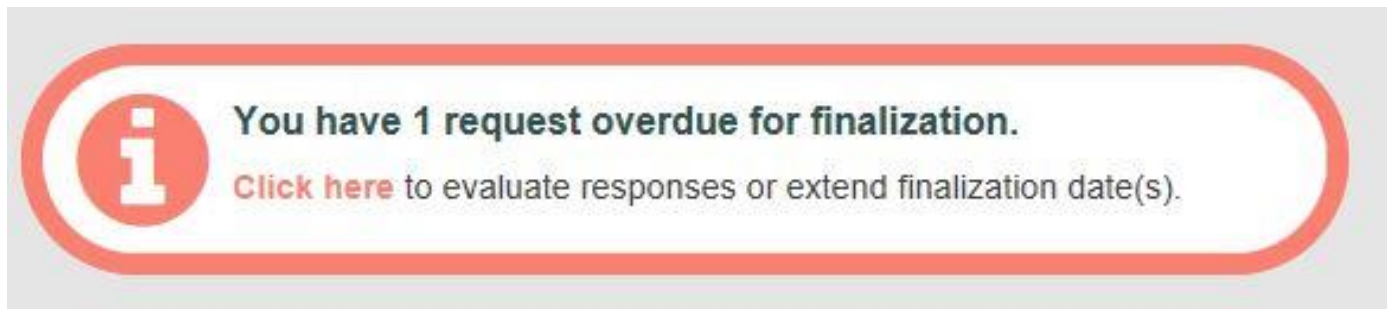 You have 1 request overdue for finalization.
Click here to evaluate responses or extend finalization date(s).